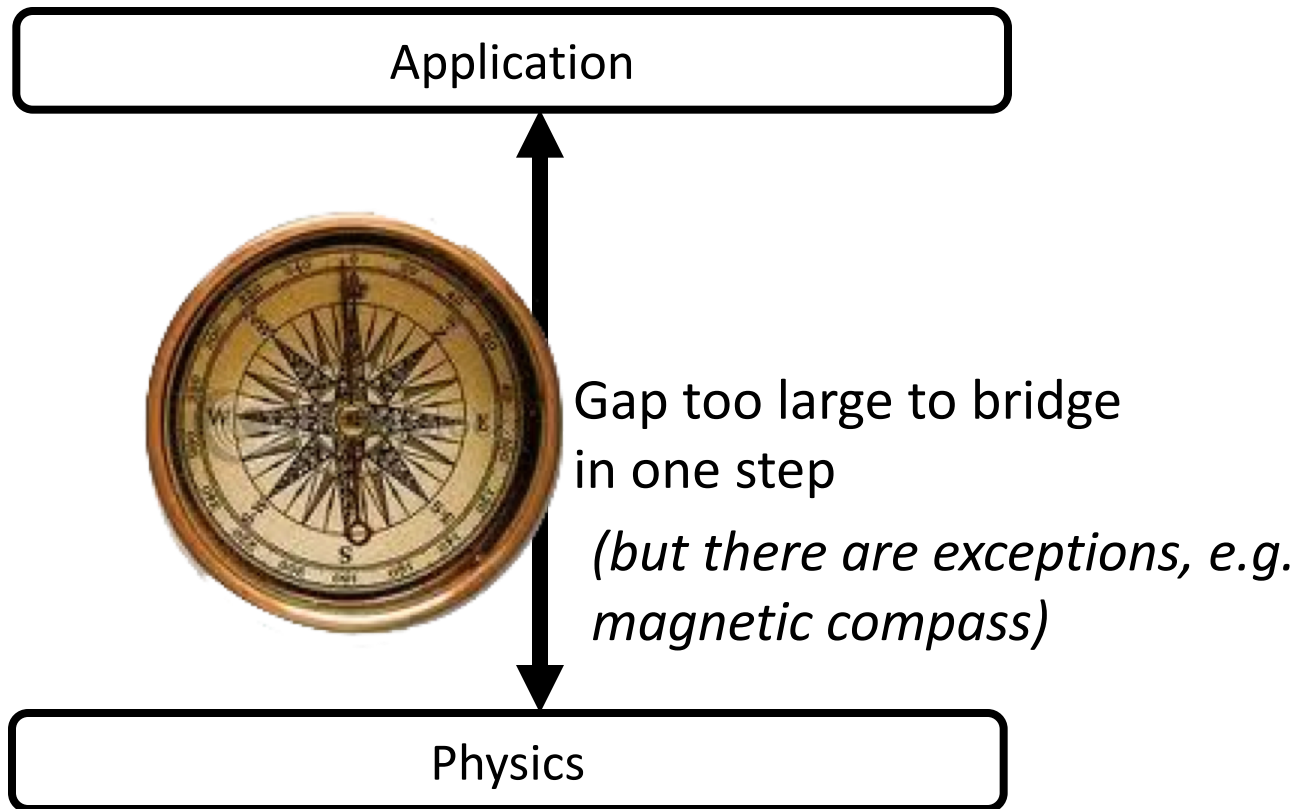 Application
W
E
S
Gap too large to bridge
in one step
(but there are exceptions, e.g.
magnetic compass)
Physics